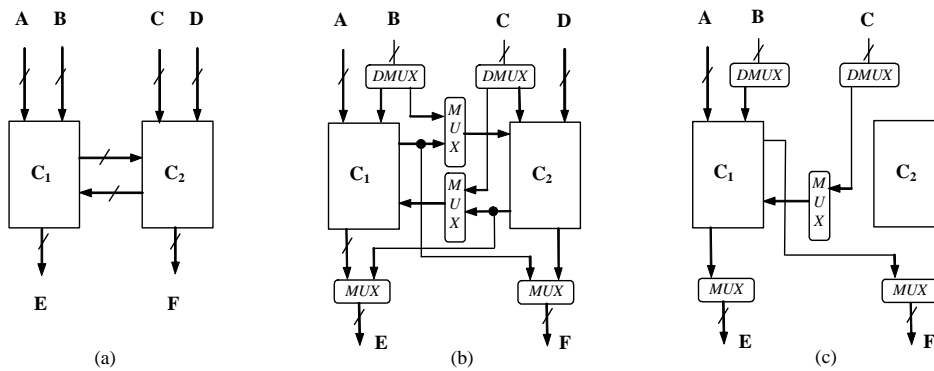 A B C D
C1 C2
E F
(a)
A B C D
DMUX DMUX
MUX
C1 C2
MUX
MUX MUX
E F
(b)
A B C
DMUX DMUX
C1 MUX C2
MUX MUX
E F
(c)